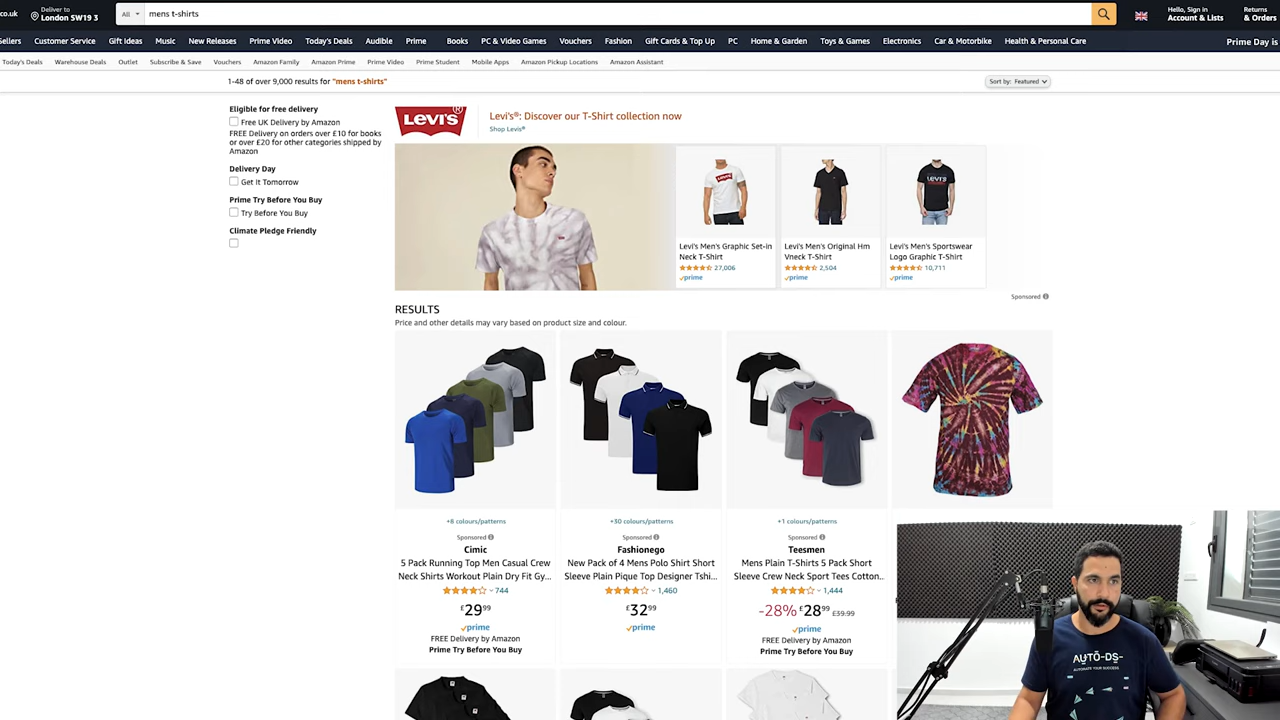 co.uk
Deliver to
London SW19 3
All
mens t-shirts
Hello, Sign in
Account & Lists
Returns
& Orders
Sellers Customer Service Gift Ideas Music New Releases Prime Video Today's Deals Audible Prime Books PC & Video Games Vouchers Fashion Gift Cards & Top Up PC Home & Garden Toys & Games Electronics Car & Motorbike Health & Personal Care Prime Day is
Today's Deals Warehouse Deals Outlet Subscribe & Save Vouchers Amazon Family Amazon Prime Prime Video Prime Student Mobile Apps Amazon Pickup Locations Amazon Assistant
1-48 of over 9,000 results for "mens t-shirts"
Sort by: Featured
Eligible for free delivery
Free UK Delivery by Amazon
FREE Delivery on orders over £10 for books
or over £20 for other categories shipped by
Amazon
Delivery Day
Get It Tomorrow
Prime Try Before You Buy
Try Before You Buy
Climate Pledge Friendly
LEVI'S®
Levi's®: Discover our T-Shirt collection now
Shop Levis®
Levi's Men's Graphic Set-in
Neck T-Shirt
27,006
prime
Levi's Men's Original Hm
Vneck T-Shirt
2,504
prime
Levi's Men's Sportswear
Logo Graphic T-Shirt
10,711
prime
Sponsored
RESULTS
Price and other details may vary based on product size and colour.
+8 colours/patterns
Sponsored
Cimic
5 Pack Running Top Men Casual Crew
Neck Shirts Workout Plain Dry Fit Gy...
744
£2999
prime
FREE Delivery by Amazon
Prime Try Before You Buy
+30 colours/patterns
Sponsored
Fashionego
New Pack of 4 Mens Polo Shirt Short
Sleeve Plain Pique Top Designer Tshi...
1,460
£3299
prime
+1 colours/patterns
Sponsored
Teesmen
Mens Plain T-Shirts 5 Pack Short
Sleeve Crew Neck Sport Tees Cotton...
1,444
-28% £2899 £39.99
prime
FREE Delivery by Amazon
Prime Try Before You Buy
AUTO-DS-
AUTOMATE YOUR SUCCESS